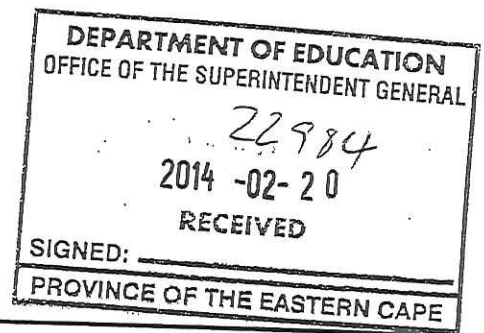 DEPARTMENT OF EDUCATION
OFFICE OF THE SUPERINTENDENT GENERAL
22984
2014 -02- 20
RECEIVED
SIGNED:
PROVINCE OF THE EASTERN CAPE